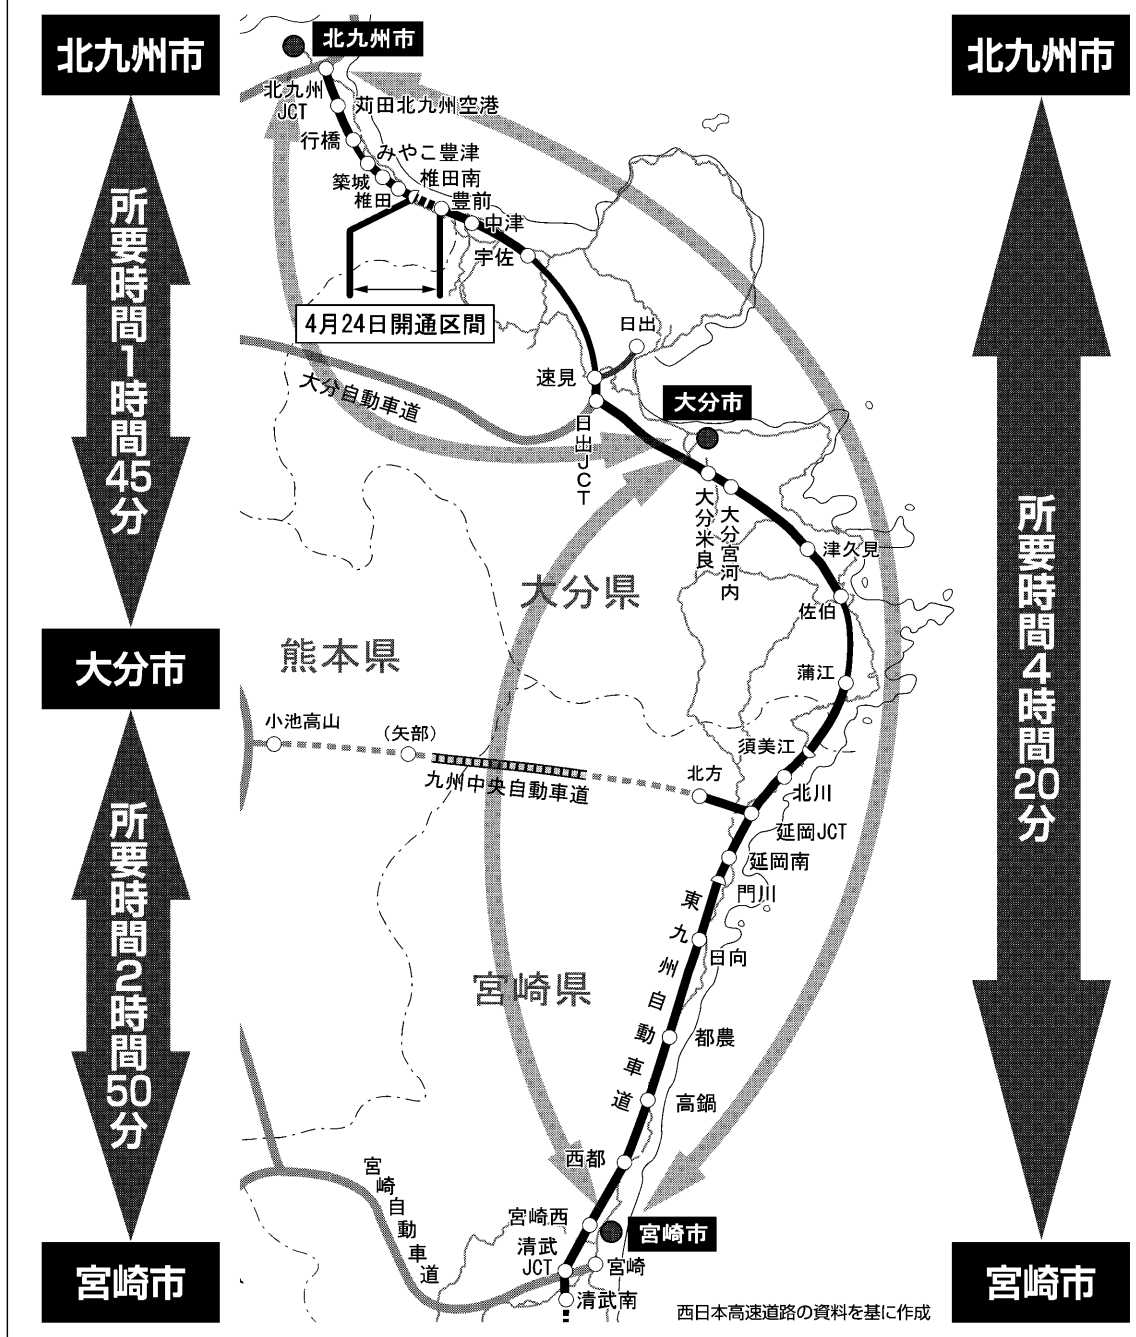 北九州市
所要時間1時間45分
大分市
所要時間2時間50分
宮崎市
北九州市
北九州
JCT
苅田北九州空港
行橋
みやこ豊津
築城
椎田南
椎田
豊前
中津
宇佐
4月24日開通区間
日出
速見
大分自動車道
大分市
日出JCT
大分米良
大分宮河内
津久見
佐伯
大分県
熊本県
蒲江
小池高山
(矢部)
須美江
九州中央自動車道
北方
北川
延岡JCT
延岡南
門川
東九州自動車道
日向
宮崎県
都農
高鍋
西都
宮崎自動車道
宮崎西
宮崎市
清武
JCT
宮崎
清武南
西日本高速道路の資料を基に作成
北九州市
所要時間4時間20分
宮崎市